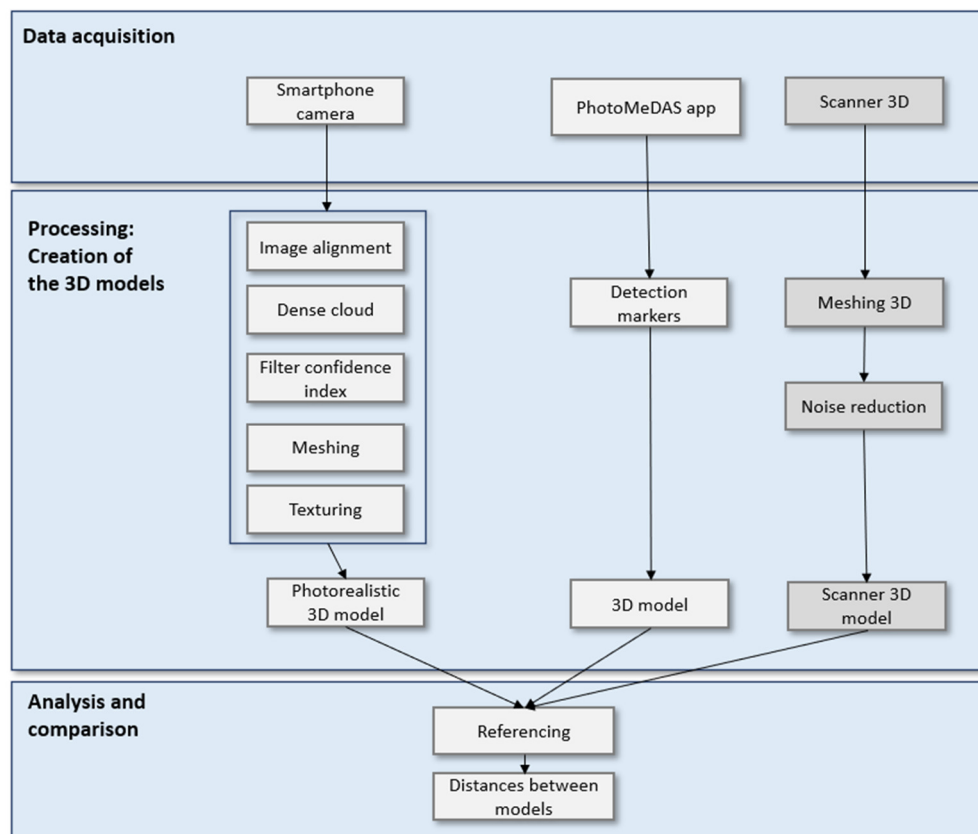 Data acquisition
Smartphone
camera
PhotoMeDAS app
Scanner 3D
Processing:
Creation of
the 3D models
Image alignment
Dense cloud
Filter confidence
index
Meshing
Texturing
Photorealistic
3D model
Detection
markers
3D model
Meshing 3D
Noise reduction
Scanner 3D
model
Analysis and
comparison
Referencing
Distances between
models